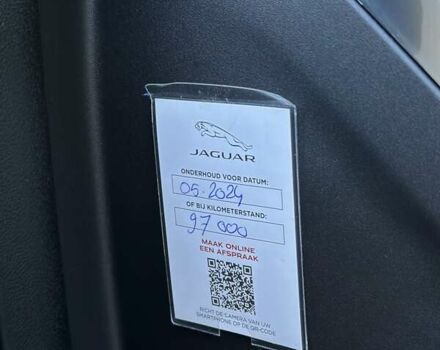 JAGUAR
ONDERHOUD VOOR DATUM:
05-2024
OF BIJ KILOMETERSTAND:
97 000
MAAK ONLINE
EEN AFSPRAAK
RICHT DE CAMERA VAN UW
SMARTPHONE OP DE QR-CODE